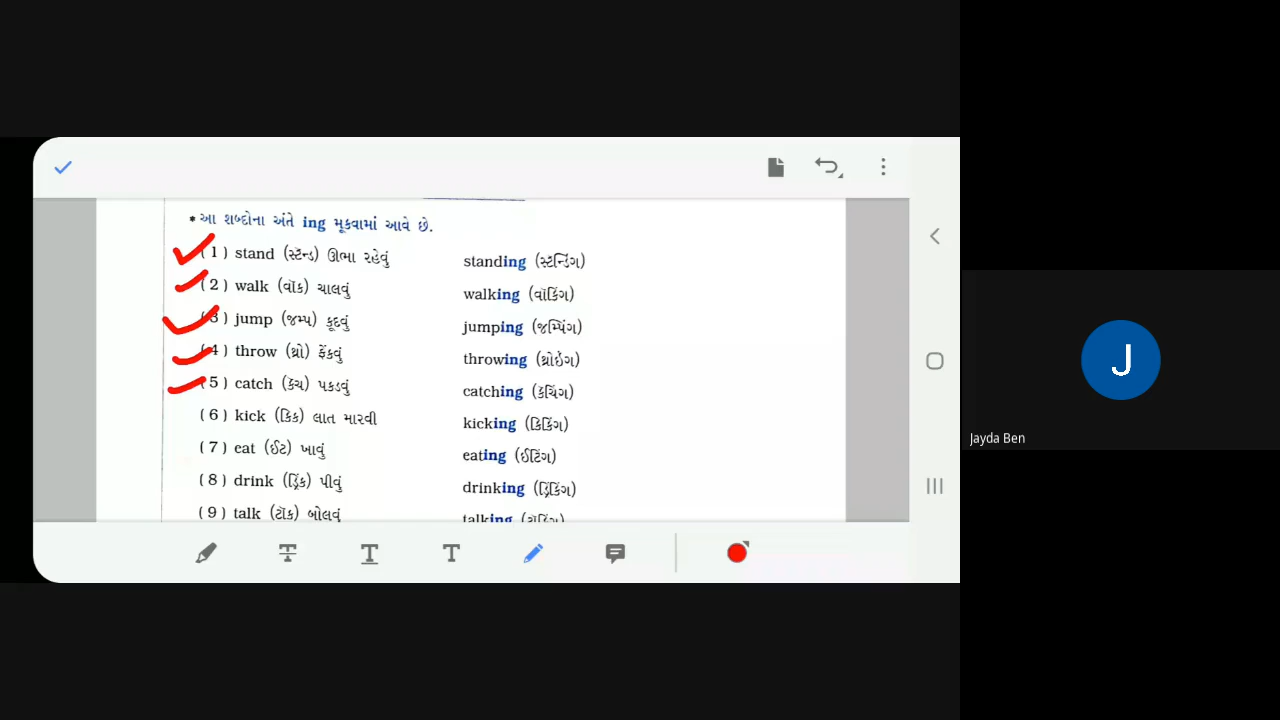 * આ શબ્દોના અંતે ing મૂકવામાં આવે છે.
( 1 ) stand (સ્ટૅન્ડ) ઊભા રહેવું standing (સ્ટૅન્ડિંગ)
( 2 ) walk (વૉક) ચાલવું walking (વૉકિંગ)
( 3 ) jump (જમ્પ) કૂદવું jumping (જમ્પિંગ)
( 4 ) throw (થ્રો) ફેંકવું throwing (થ્રોઇંગ)
( 5 ) catch (કૅચ) પકડવું catching (કૅચિંગ)
( 6 ) kick (કિક) લાત મારવી kicking (કિકિંગ)
( 7 ) eat (ઈટ) ખાવું eating (ઈટિંગ)
( 8 ) drink (ડ્રિંક) પીવું drinking (ડ્રિંકિંગ)
( 9 ) talk (ટૉક) બોલવું talking (ટૉકિંગ)
T T T
J
Jayda Ben